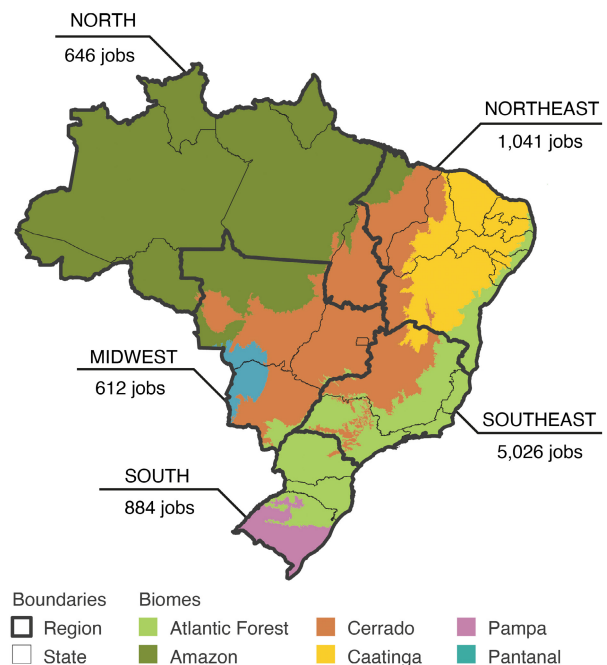 NORTH
646 jobs
NORTHEAST
1,041 jobs
MIDWEST
612 jobs
SOUTHEAST
5,026 jobs
SOUTH
884 jobs
Boundaries
Region
State
Biomes
Atlantic Forest
Amazon
Cerrado
Caatinga
Pampa
Pantanal